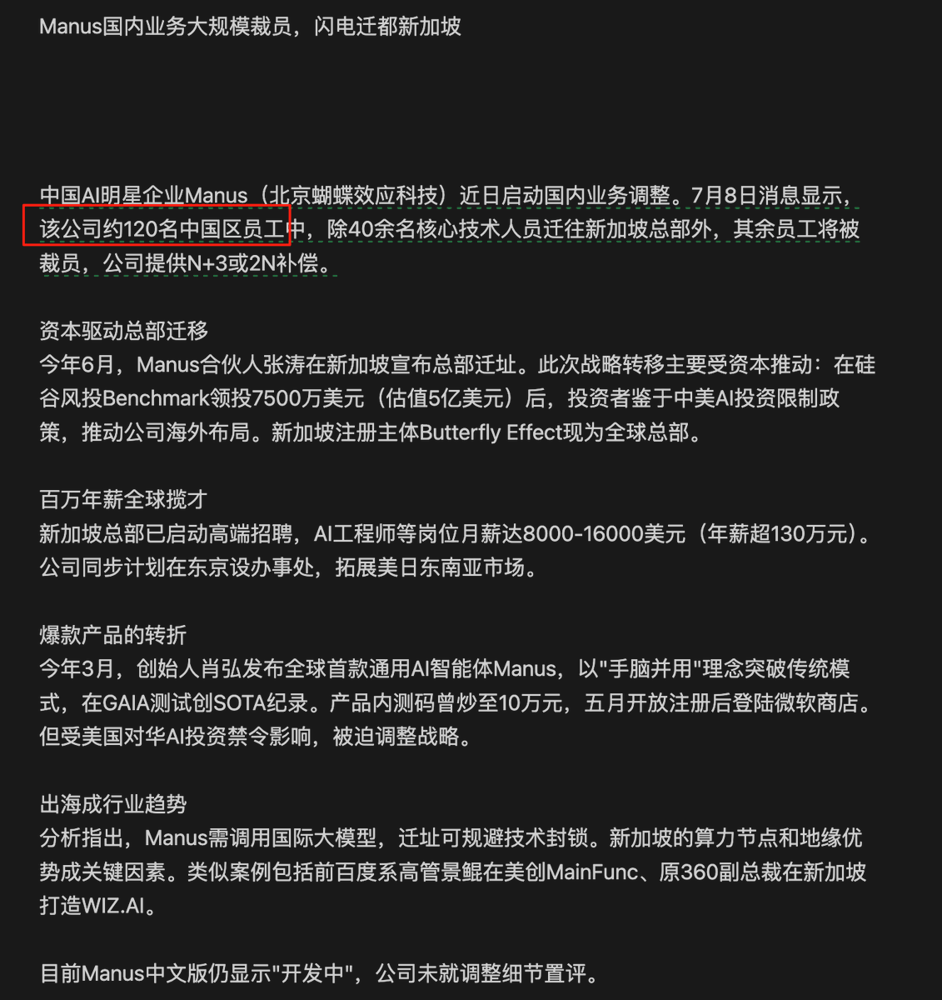 Manus国内业务大规模裁员，闪电迁都新加坡
中国AI明星企业Manus（北京蝴蝶效应科技）近日启动国内业务调整。7月8日消息显示，
该公司约120名中国区员工中，除40余名核心技术人员迁往新加坡总部外，其余员工将被
裁员，公司提供N+3或2N补偿。
资本驱动总部迁移
今年6月，Manus合伙人张涛在新加坡宣布总部迁址。此次战略转移主要受资本推动：在硅
谷风投Benchmark领投7500万美元（估值5亿美元）后，投资者鉴于中美AI投资限制政
策，推动公司海外布局。新加坡注册主体Butterfly Effect现为全球总部。
百万年薪全球揽才
新加坡总部已启动高端招聘，AI工程师等岗位月薪达8000-16000美元（年薪超130万元）。
公司同步计划在东京设办事处，拓展美日东南亚市场。
爆款产品的转折
今年3月，创始人肖弘发布全球首款通用AI智能体Manus，以"手脑并用"理念突破传统模
式，在GAIA测试创SOTA纪录。产品内测码曾炒至10万元，五月开放注册后登陆微软商店。
但受美国对华AI投资禁令影响，被迫调整战略。
出海成行业趋势
分析指出，Manus需调用国际大模型，迁址可规避技术封锁。新加坡的算力节点和地缘优
势成关键因素。类似案例包括前百度系高管景鲲在美创MainFunc、原360副总裁在新加坡
打造WIZ.AI。
目前Manus中文版仍显示"开发中"，公司未就调整细节置评。